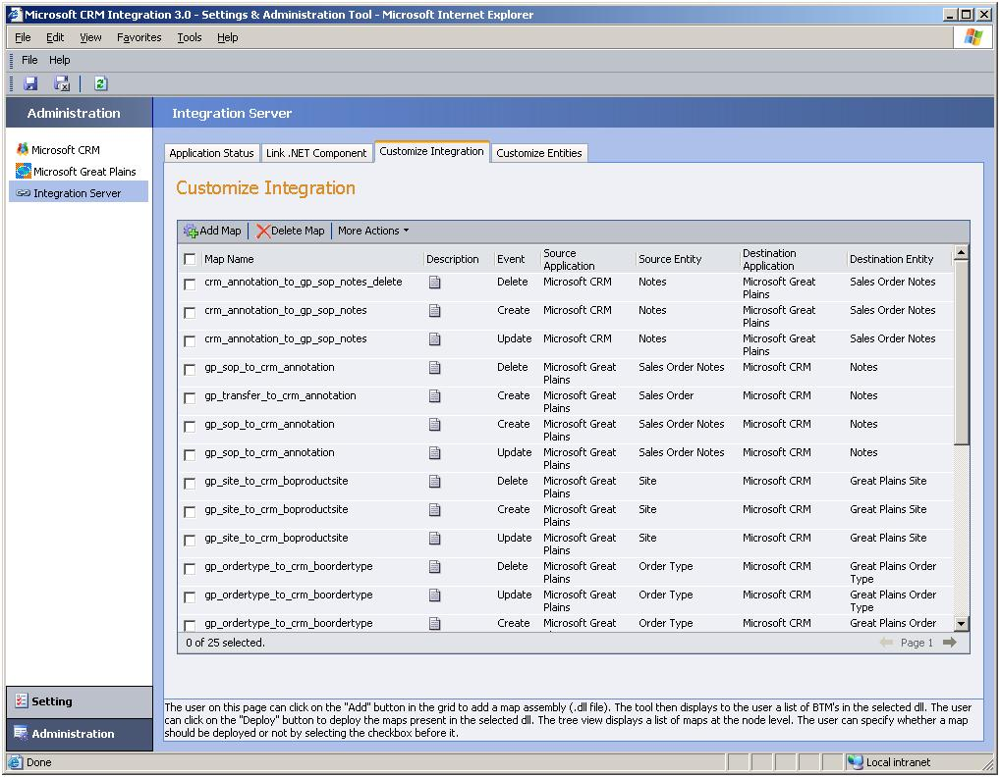 Microsoft CRM Integration 3.0 - Settings & Administration Tool - Microsoft Internet Explorer
File Edit View Favorites Tools Help
File Help
Administration
Integration Server
Microsoft CRM
Microsoft Great Plains
Integration Server
Application Status Link .NET Component Customize Integration Customize Entities
Customize Integration
Add Map Delete Map More Actions
Map Name Description Event Source Application Source Entity Destination Application Destination Entity
crm_annotation_to_gp_sop_notes_delete Delete Microsoft CRM Notes Microsoft Great Plains Sales Order Notes
crm_annotation_to_gp_sop_notes Create Microsoft CRM Notes Microsoft Great Plains Sales Order Notes
crm_annotation_to_gp_sop_notes Update Microsoft CRM Notes Microsoft Great Plains Sales Order Notes
gp_sop_to_crm_annotation Delete Microsoft Great Plains Sales Order Notes Microsoft CRM Notes
gp_transfer_to_crm_annotation Create Microsoft Great Plains Sales Order Microsoft CRM Notes
gp_sop_to_crm_annotation Create Microsoft Great Plains Sales Order Notes Microsoft CRM Notes
gp_sop_to_crm_annotation Update Microsoft Great Plains Sales Order Notes Microsoft CRM Notes
gp_site_to_crm_boproductsite Delete Microsoft Great Plains Site Microsoft CRM Great Plains Site
gp_site_to_crm_boproductsite Create Microsoft Great Plains Site Microsoft CRM Great Plains Site
gp_site_to_crm_boproductsite Update Microsoft Great Plains Site Microsoft CRM Great Plains Site
gp_ordertype_to_crm_boordertype Delete Microsoft Great Plains Order Type Microsoft CRM Great Plains Order Type
gp_ordertype_to_crm_boordertype Update Microsoft Great Plains Order Type Microsoft CRM Great Plains Order Type
gp_ordertype_to_crm_boordertype Create Microsoft Great Order Type Microsoft CRM Great Plains Order
0 of 25 selected.
Page 1
Setting
Administration
The user on this page can click on the "Add" button in the grid to add a map assembly (.dll file). The tool then displays to the user a list of BTM's in the selected dll. The user
can click on the "Deploy" button to deploy the maps present in the selected dll. The tree view displays a list of maps at the node level. The user can specify whether a map
should be deployed or not by selecting the checkbox before it.
Done
Local intranet